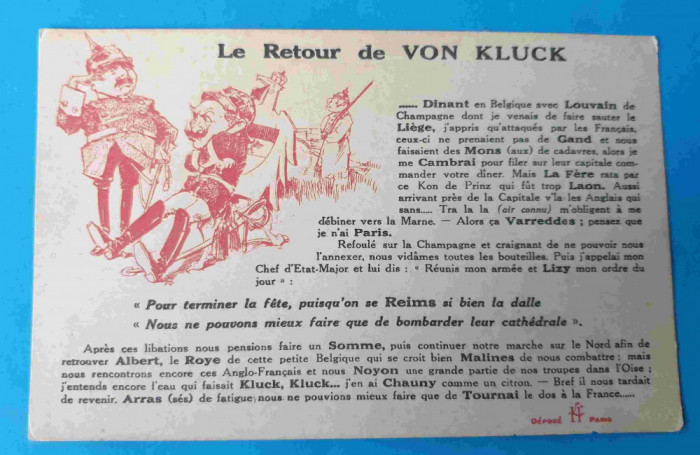 Le Retour de VON KLUCK
...... Dinant en Belgique avec Louvain de
Champagne dont je venais de faire sauter le
Liège, j'appris qu'attaqués par les Français,
ceux-ci ne prenaient pas de Gand et nous
faisaient des Mons (aux) de cadavres, alors je
me Cambrai pour filer sur leur capitale com-
mander votre dîner. Mais La Fère rata par
ce Kon de Prinz qui fût trop Laon. Aussi
arrivant près de la Capitale v'la les Anglais qui
sans..... Tra la la (air connu) m'obligent à me
débiner vers la Marne. — Alors ça Varreddes ; pensez que
je n'ai Paris.
Refoulé sur la Champagne et craignant de ne pouvoir nous
l'annexer, nous vidâmes toutes les bouteilles. Puis j'appelai mon
Chef d'Etat-Major et lui dis : « Réunis mon armée et Lizy mon ordre du
jour » :
« Pour terminer la fête, puisqu'on se Reims si bien la dalle
« Nous ne pouvons mieux faire que de bombarder leur cathédrale ».
Après ces libations nous pensions faire un Somme, puis continuer notre marche sur le Nord afin de
retrouver Albert, le Roye de cette petite Belgique qui se croit bien Malines de nous combattre ; mais
nous rencontrons encore ces Anglo-Français et nous Noyon une grande partie de nos troupes dans l'Oise ;
j'entends encore l'eau qui faisait Kluck, Kluck... j'en ai Chauny comme un citron. — Bref il nous tardait
de revenir. Arras (sés) de fatigue, nous ne pouvions mieux faire que de Tournai le dos à la France......
DÉPOSÉ PARIS